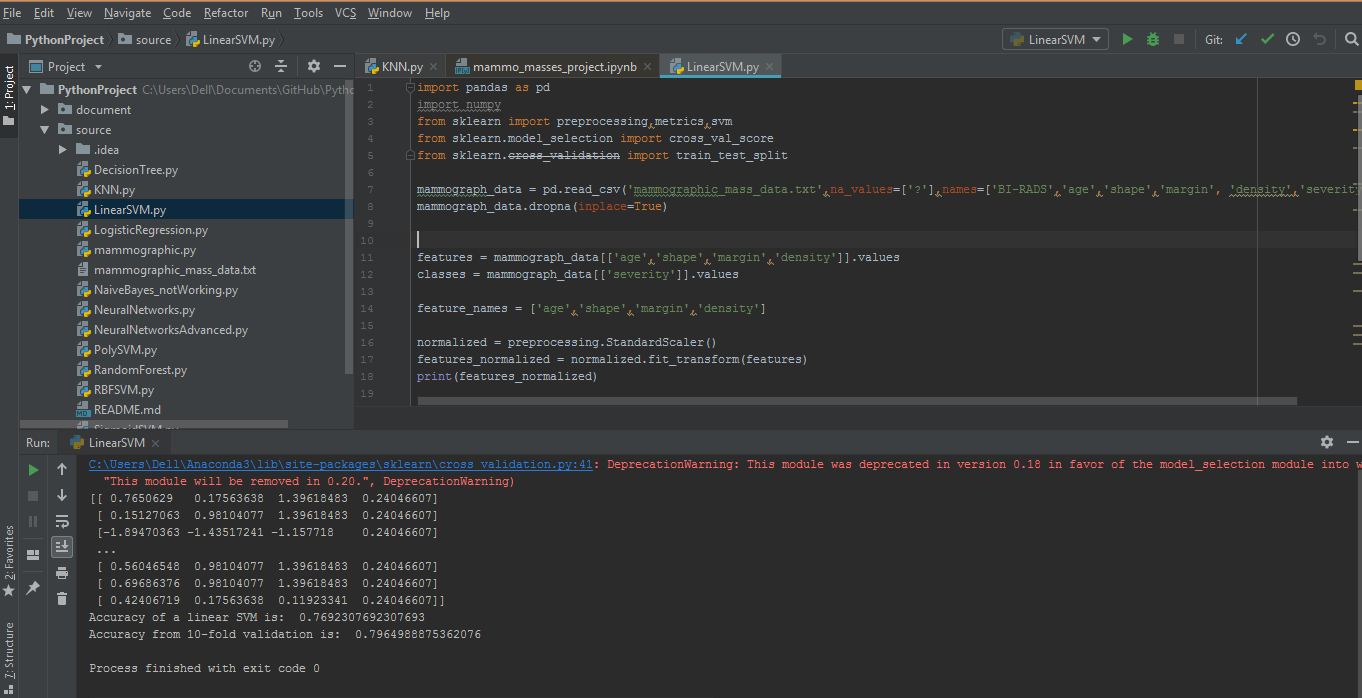 File Edit View Navigate Code Refactor Run Tools VCS Window Help
PythonProject source LinearSVM.py
LinearSVM Git:
1: Project
Project
KNN.py mammo_masses_project.ipynb LinearSVM.py
PythonProject C:\Users\Dell\Documents\GitHub\Pytho
document
source
.idea
DecisionTree.py
KNN.py
LinearSVM.py
LogisticRegression.py
mammographic.py
mammographic_mass_data.txt
NaiveBayes_notWorking.py
NeuralNetworks.py
NeuralNetworksAdvanced.py
PolySVM.py
RandomForest.py
RBFSVM.py
README.md
SigmoidSVM.py
1 import pandas as pd
2 import numpy
3 from sklearn import preprocessing,metrics,svm
4 from sklearn.model_selection import cross_val_score
5 from sklearn.cross_validation import train_test_split
6
7 mammograph_data = pd.read_csv('mammographic_mass_data.txt',na_values=['?'],names=['BI-RADS','age','shape','margin', 'density','severity
8 mammograph_data.dropna(inplace=True)
9
10
11 features = mammograph_data[['age','shape','margin','density']].values
12 classes = mammograph_data[['severity']].values
13
14 feature_names = ['age','shape','margin','density']
15
16 normalized = preprocessing.StandardScaler()
17 features_normalized = normalized.fit_transform(features)
18 print(features_normalized)
19
Run: LinearSVM
C:\Users\Dell\Anaconda3\lib\site-packages\sklearn\cross_validation.py:41: DeprecationWarning: This module was deprecated in version 0.18 in favor of the model_selection module into w
"This module will be removed in 0.20.", DeprecationWarning)
[[ 0.7650629 0.17563638 1.39618483 0.24046607]
[ 0.15127063 0.98104077 1.39618483 0.24046607]
[-1.89470363 -1.43517241 -1.157718 0.24046607]
...
[ 0.56046548 0.98104077 1.39618483 0.24046607]
[ 0.69686376 0.98104077 1.39618483 0.24046607]
[ 0.42406719 0.17563638 0.11923341 0.24046607]]
Accuracy of a linear SVM is: 0.7692307692307693
Accuracy from 10-fold validation is: 0.7964988875362076
Process finished with exit code 0
2: Favorites
7: Structure